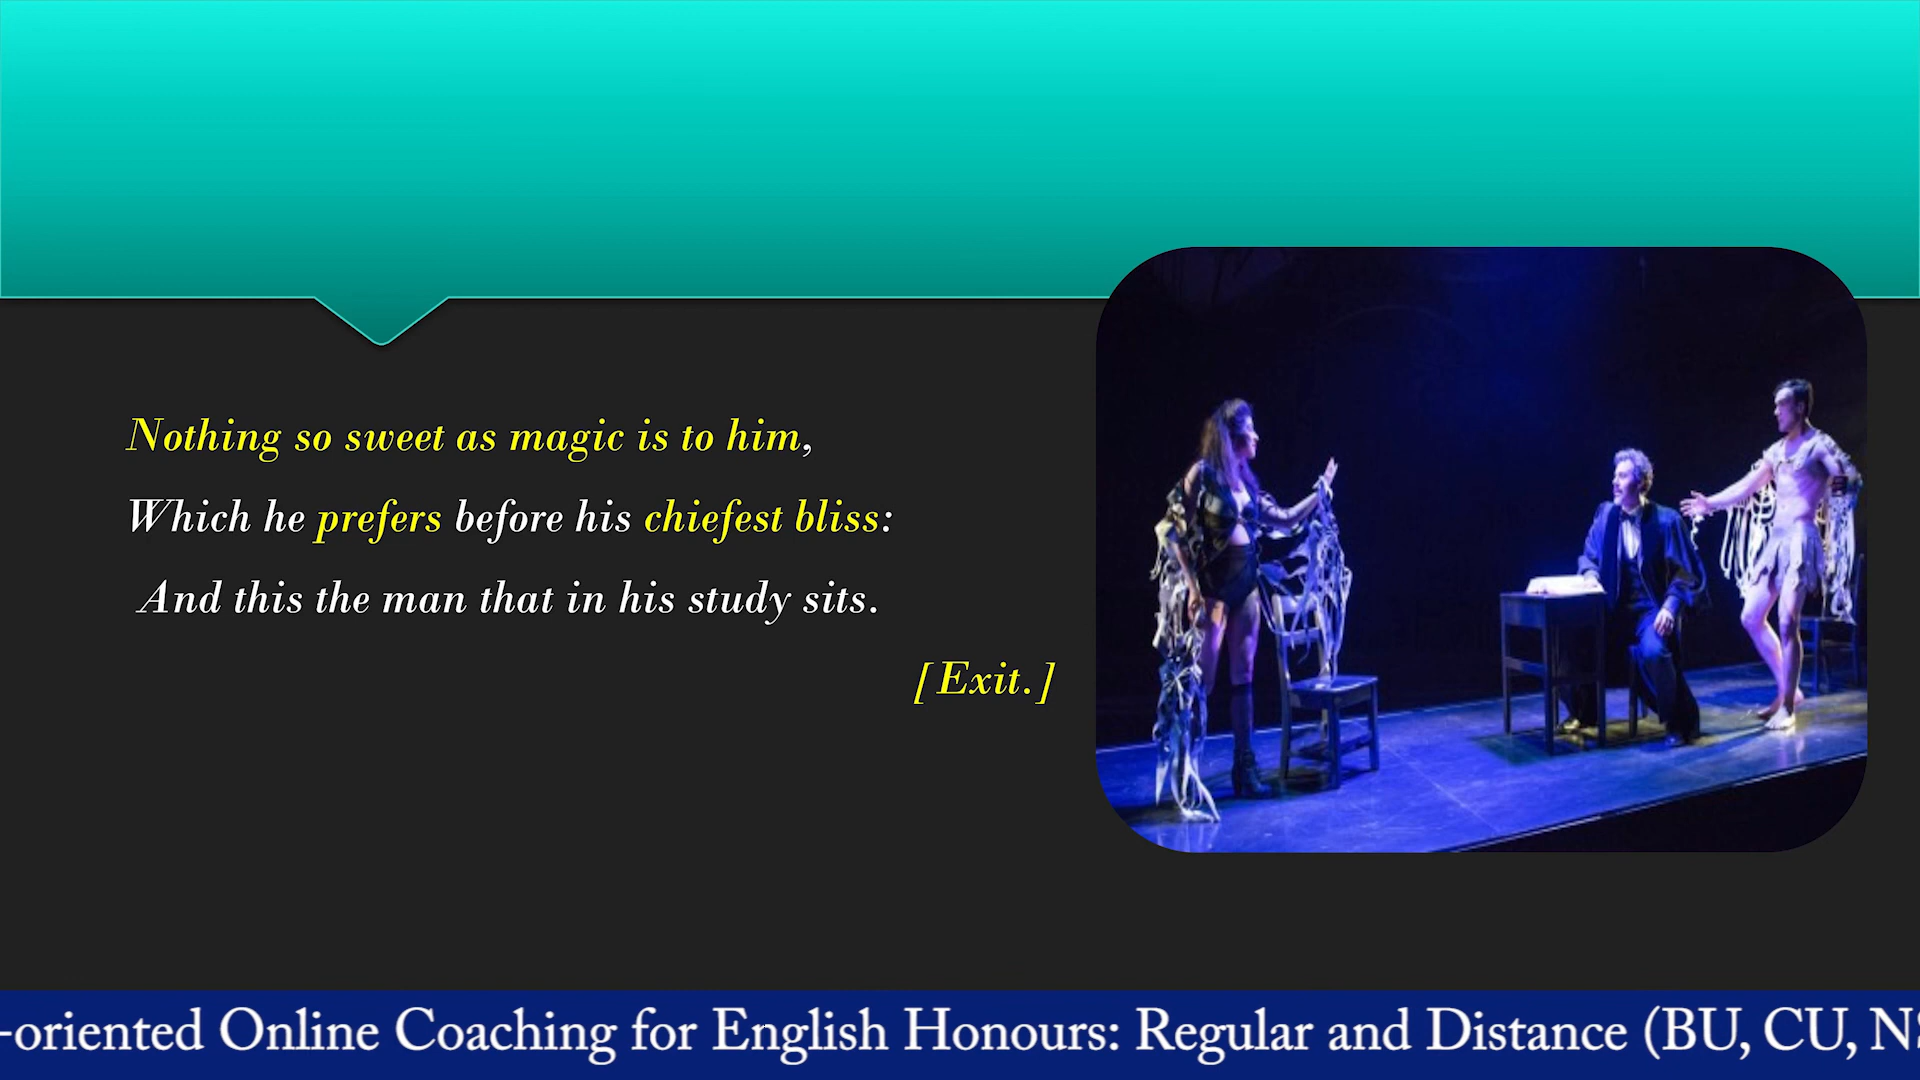 Nothing so sweet as magic is to him,
Which he prefers before his chiefest bliss:
And this the man that in his study sits.
[Exit.]
-oriented Online Coaching for English Honours: Regular and Distance (BU, CU, NS